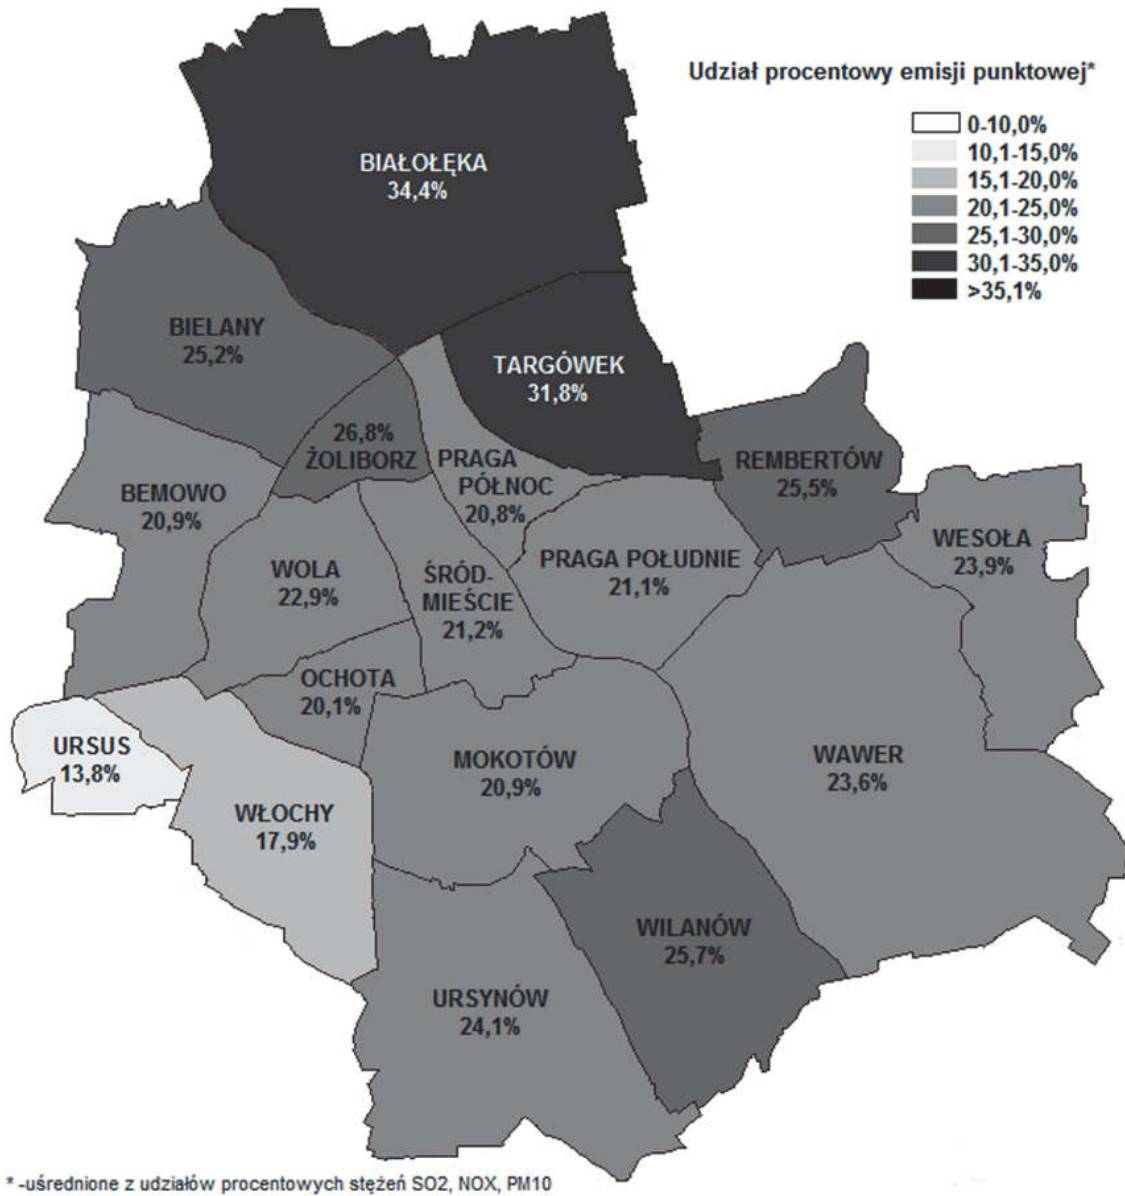 Udział procentowy emisji punktowej*
0-10,0%
10,1-15,0%
15,1-20,0%
20,1-25,0%
25,1-30,0%
30,1-35,0%
>35,1%
BIAŁOŁĘKA
34,4%
BIELANY
25,2%
TARGÓWEK
31,8%
26,8%
ŻOLIBORZ
PRAGA
PÓŁNOC
20,8%
REMBERTÓW
25,5%
BEMOWO
20,9%
WESOŁA
23,9%
WOLA
22,9%
ŚRÓD-
MIEŚCIE
21,2%
PRAGA POŁUDNIE
21,1%
OCHOTA
20,1%
URSUS
13,8%
MOKOTÓW
20,9%
WAWER
23,6%
WŁOCHY
17,9%
WILANÓW
25,7%
URSYNÓW
24,1%
* -uśrednione z udziałów procentowych stężeń SO2, NOX, PM10